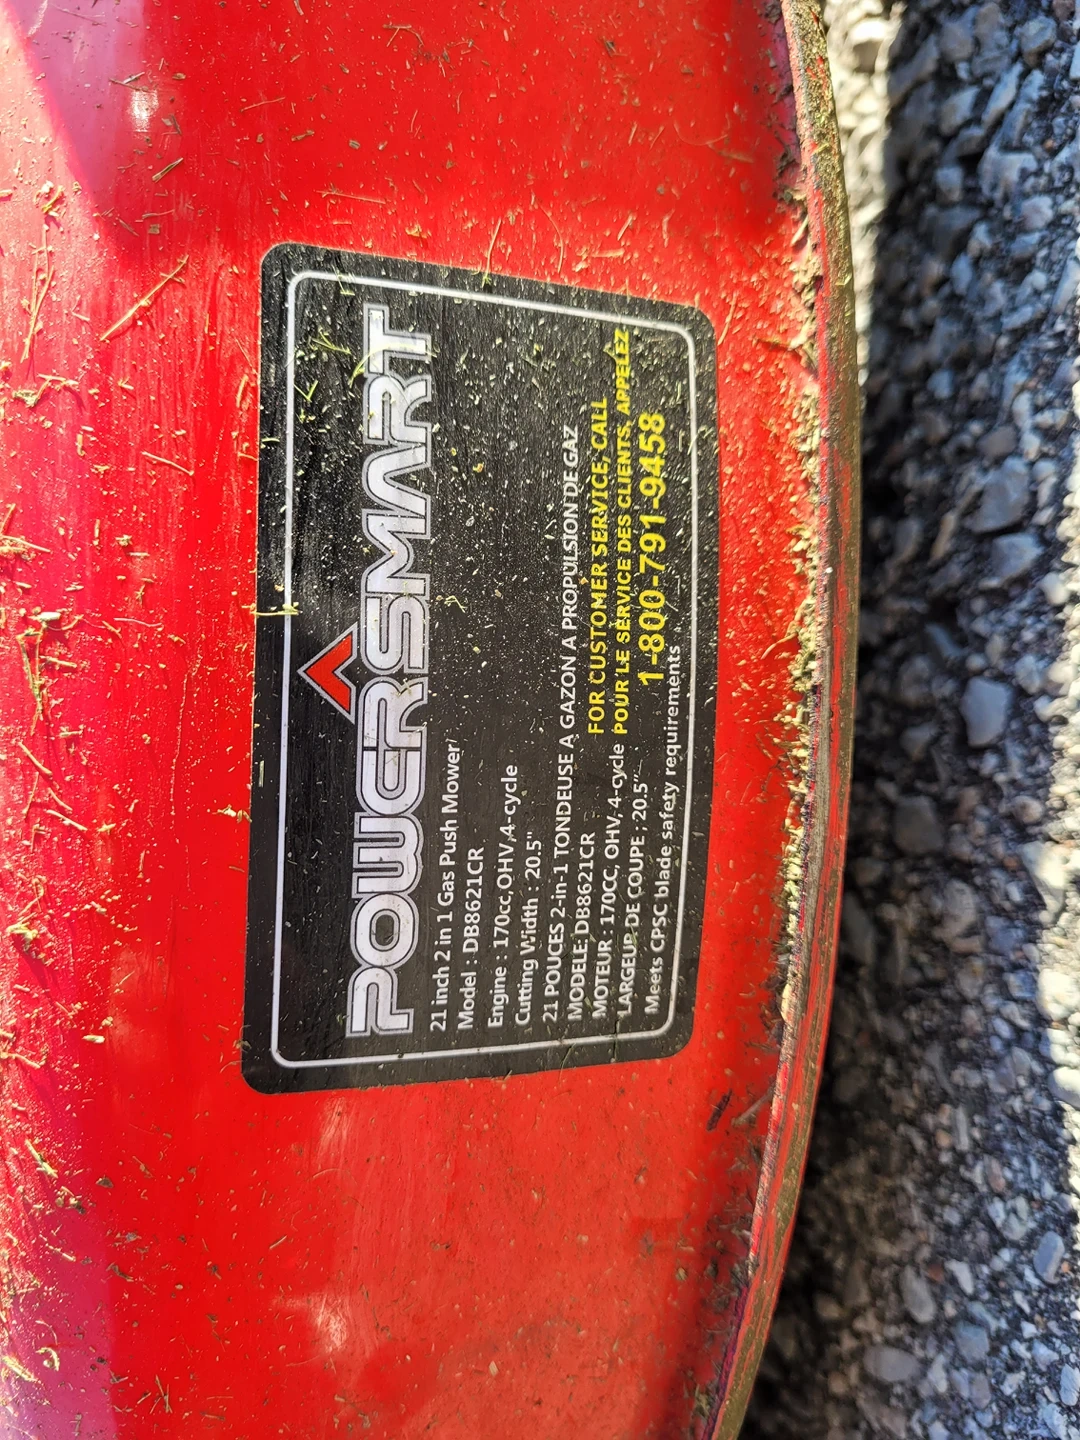 POWERSMART
21 inch 2 in 1 Gas Push Mower
Model : DB8621CR
Engine : 170cc,OHV,4-cycle
Cutting Width : 20.5"
21 POUCES 2-in-1 TONDEUSE A GAZON A PROPULSION DE GAZ
MODELE: DB8621CR
MOTEUR : 170CC, OHV, 4-cycle
LARGEUR DE COUPE : 20.5"
Meets CPSC blade safety requirements
FOR CUSTOMER SERVICE, CALL
POUR LE SERVICE DES CLIENTS, APPELEZ
1-800-791-9458